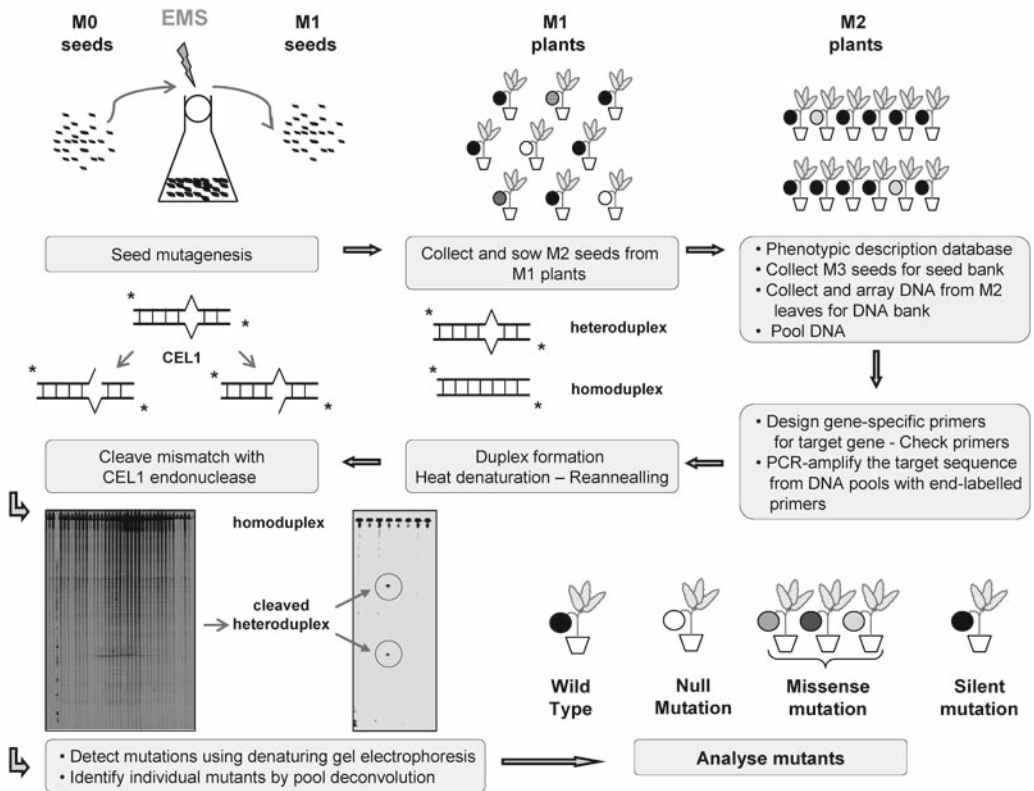 M0 seeds
EMS
M1 seeds
M1 plants
M2 plants
Seed mutagenesis
Collect and sow M2 seeds from
M1 plants
• Phenotypic description database
• Collect M3 seeds for seed bank
• Collect and array DNA from M2
leaves for DNA bank
• Pool DNA
*
*
CEL1
*
*
*
*
*
*
heteroduplex
*
*
homoduplex
• Design gene-specific primers
for target gene - Check primers
• PCR-amplify the target sequence
from DNA pools with end-labelled
primers
Duplex formation
Heat denaturation – Reannealling
Cleave mismatch with
CEL1 endonuclease
homoduplex
cleaved
heteroduplex
Wild
Type
Null
Mutation
Missense
mutation
Silent
mutation
• Detect mutations using denaturing gel electrophoresis
• Identify individual mutants by pool deconvolution
Analyse mutants